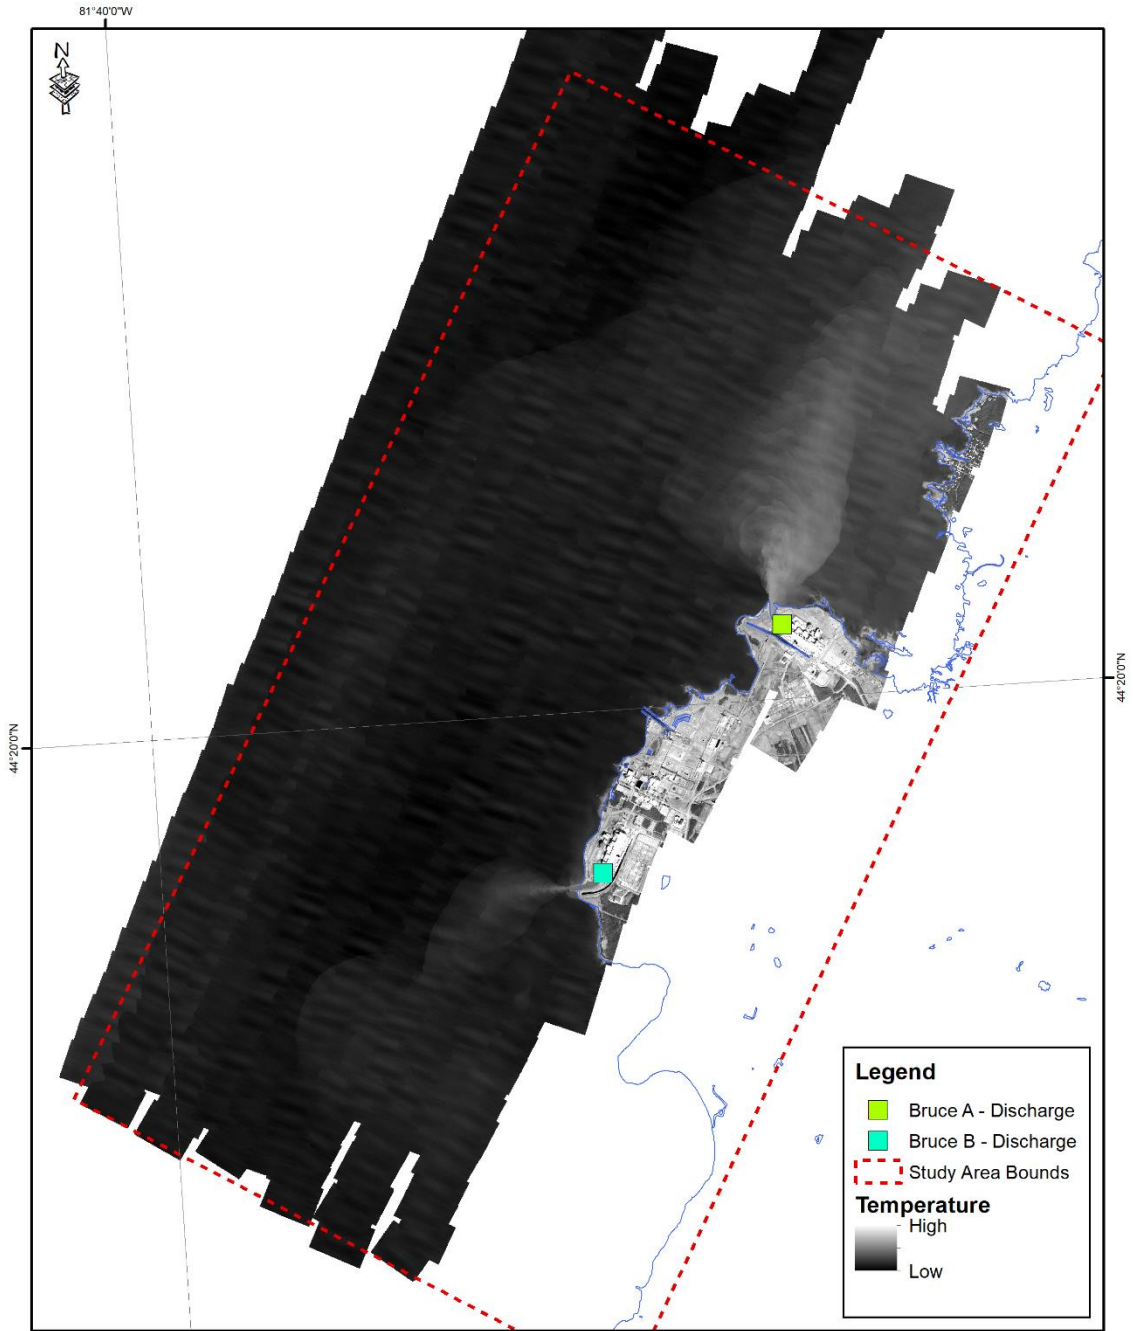 81°40'0"W
N
44°20'0"N
44°20'0"N
Legend
Bruce A - Discharge
Bruce B - Discharge
Study Area Bounds
Temperature
High
Low